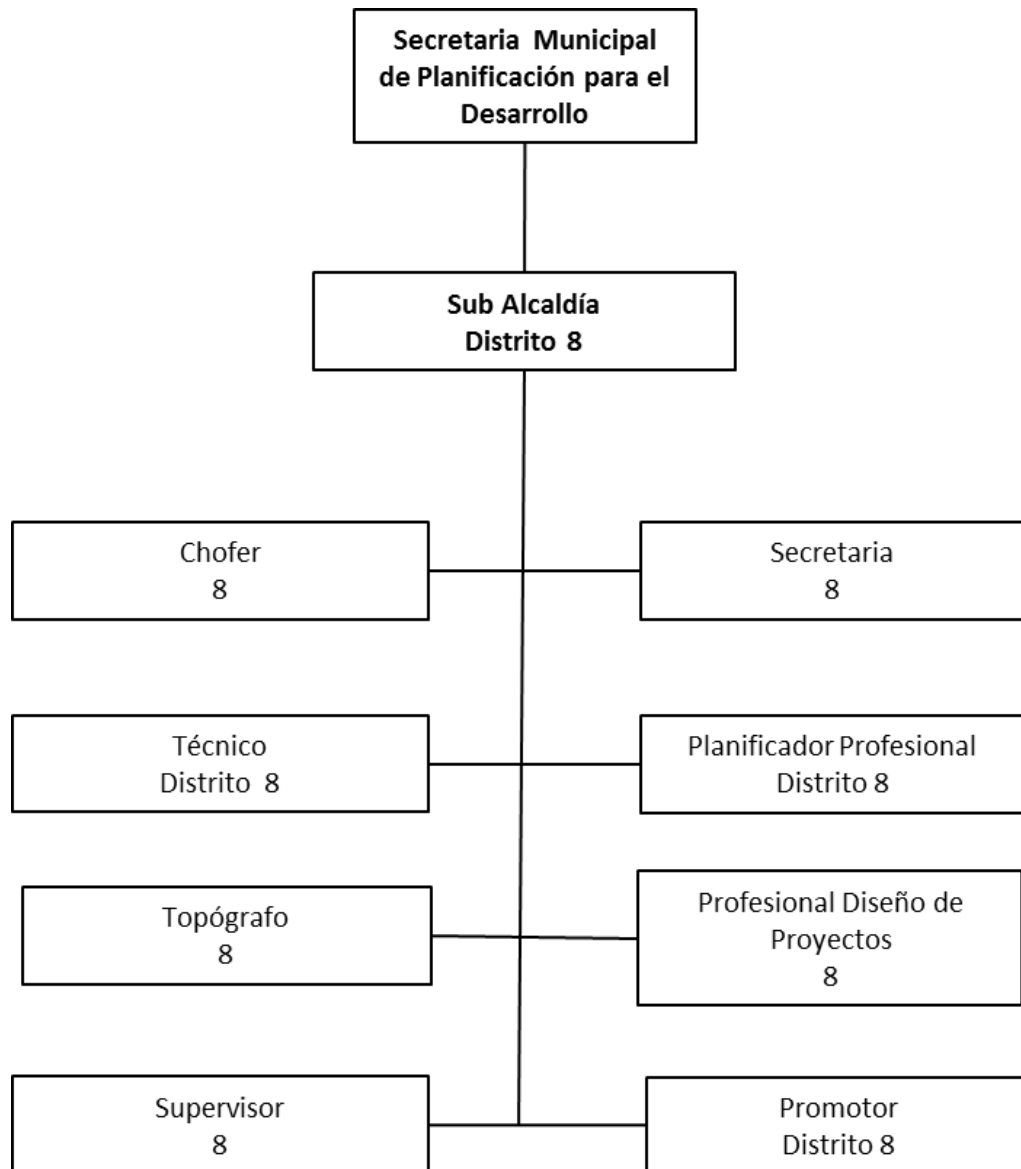 Secretaria Municipal
de Planificación para el
Desarrollo
Sub Alcaldía
Distrito 8
Chofer
8
Secretaria
8
Técnico
Distrito 8
Planificador Profesional
Distrito 8
Topógrafo
8
Profesional Diseño de
Proyectos
8
Supervisor
8
Promotor
Distrito 8